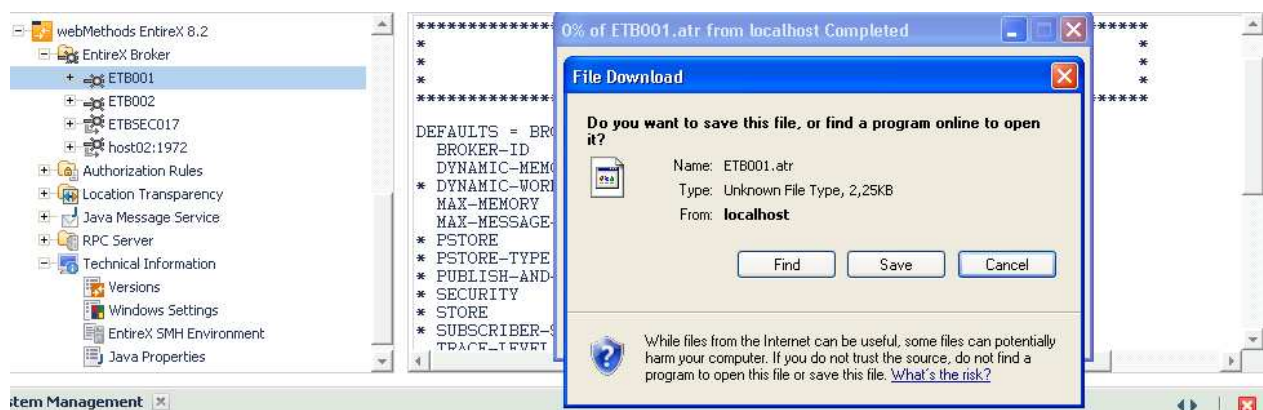 webMethods EntireX 8.2
EntireX Broker
ETB001
ETB002
ETBSEC017
host02:1972
Authorization Rules
Location Transparency
Java Message Service
RPC Server
Technical Information
Versions
Windows Settings
EntireX SMH Environment
Java Properties
**************
*
*
*
**************
DEFAULTS = BRO
BROKER-ID
DYNAMIC-MEMO
* DYNAMIC-WORK
MAX-MEMORY
MAX-MESSAGE-
* PSTORE
* PSTORE-TYPE
* PUBLISH-AND-
* SECURITY
* STORE
* SUBSCRIBER-S
TRACE-LEVEL
*****
*
*
*
*****
0% of ETB001.atr from localhost Completed
File Download
Do you want to save this file, or find a program online to open
it?
Name: ETB001.atr
Type: Unknown File Type, 2,25KB
From: localhost
Find Save Cancel
While files from the Internet can be useful, some files can potentially
harm your computer. If you do not trust the source, do not find a
program to open this file or save this file. What's the risk?
stem Management